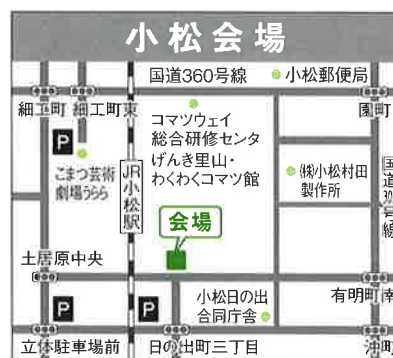 小松会場
国道360号線
小松郵便局
細工町
細工町東
園町
コマツウェイ
総合研修センタ
げんき里山・
わくわくコマツ館
P
こまつ芸術
劇場うらら
JR小松駅
㈱小松村田
製作所
会場
土居原中央
有明町南
小松日の出
合同庁舎
P
P
立体駐車場前
日の出町三丁目
沖町